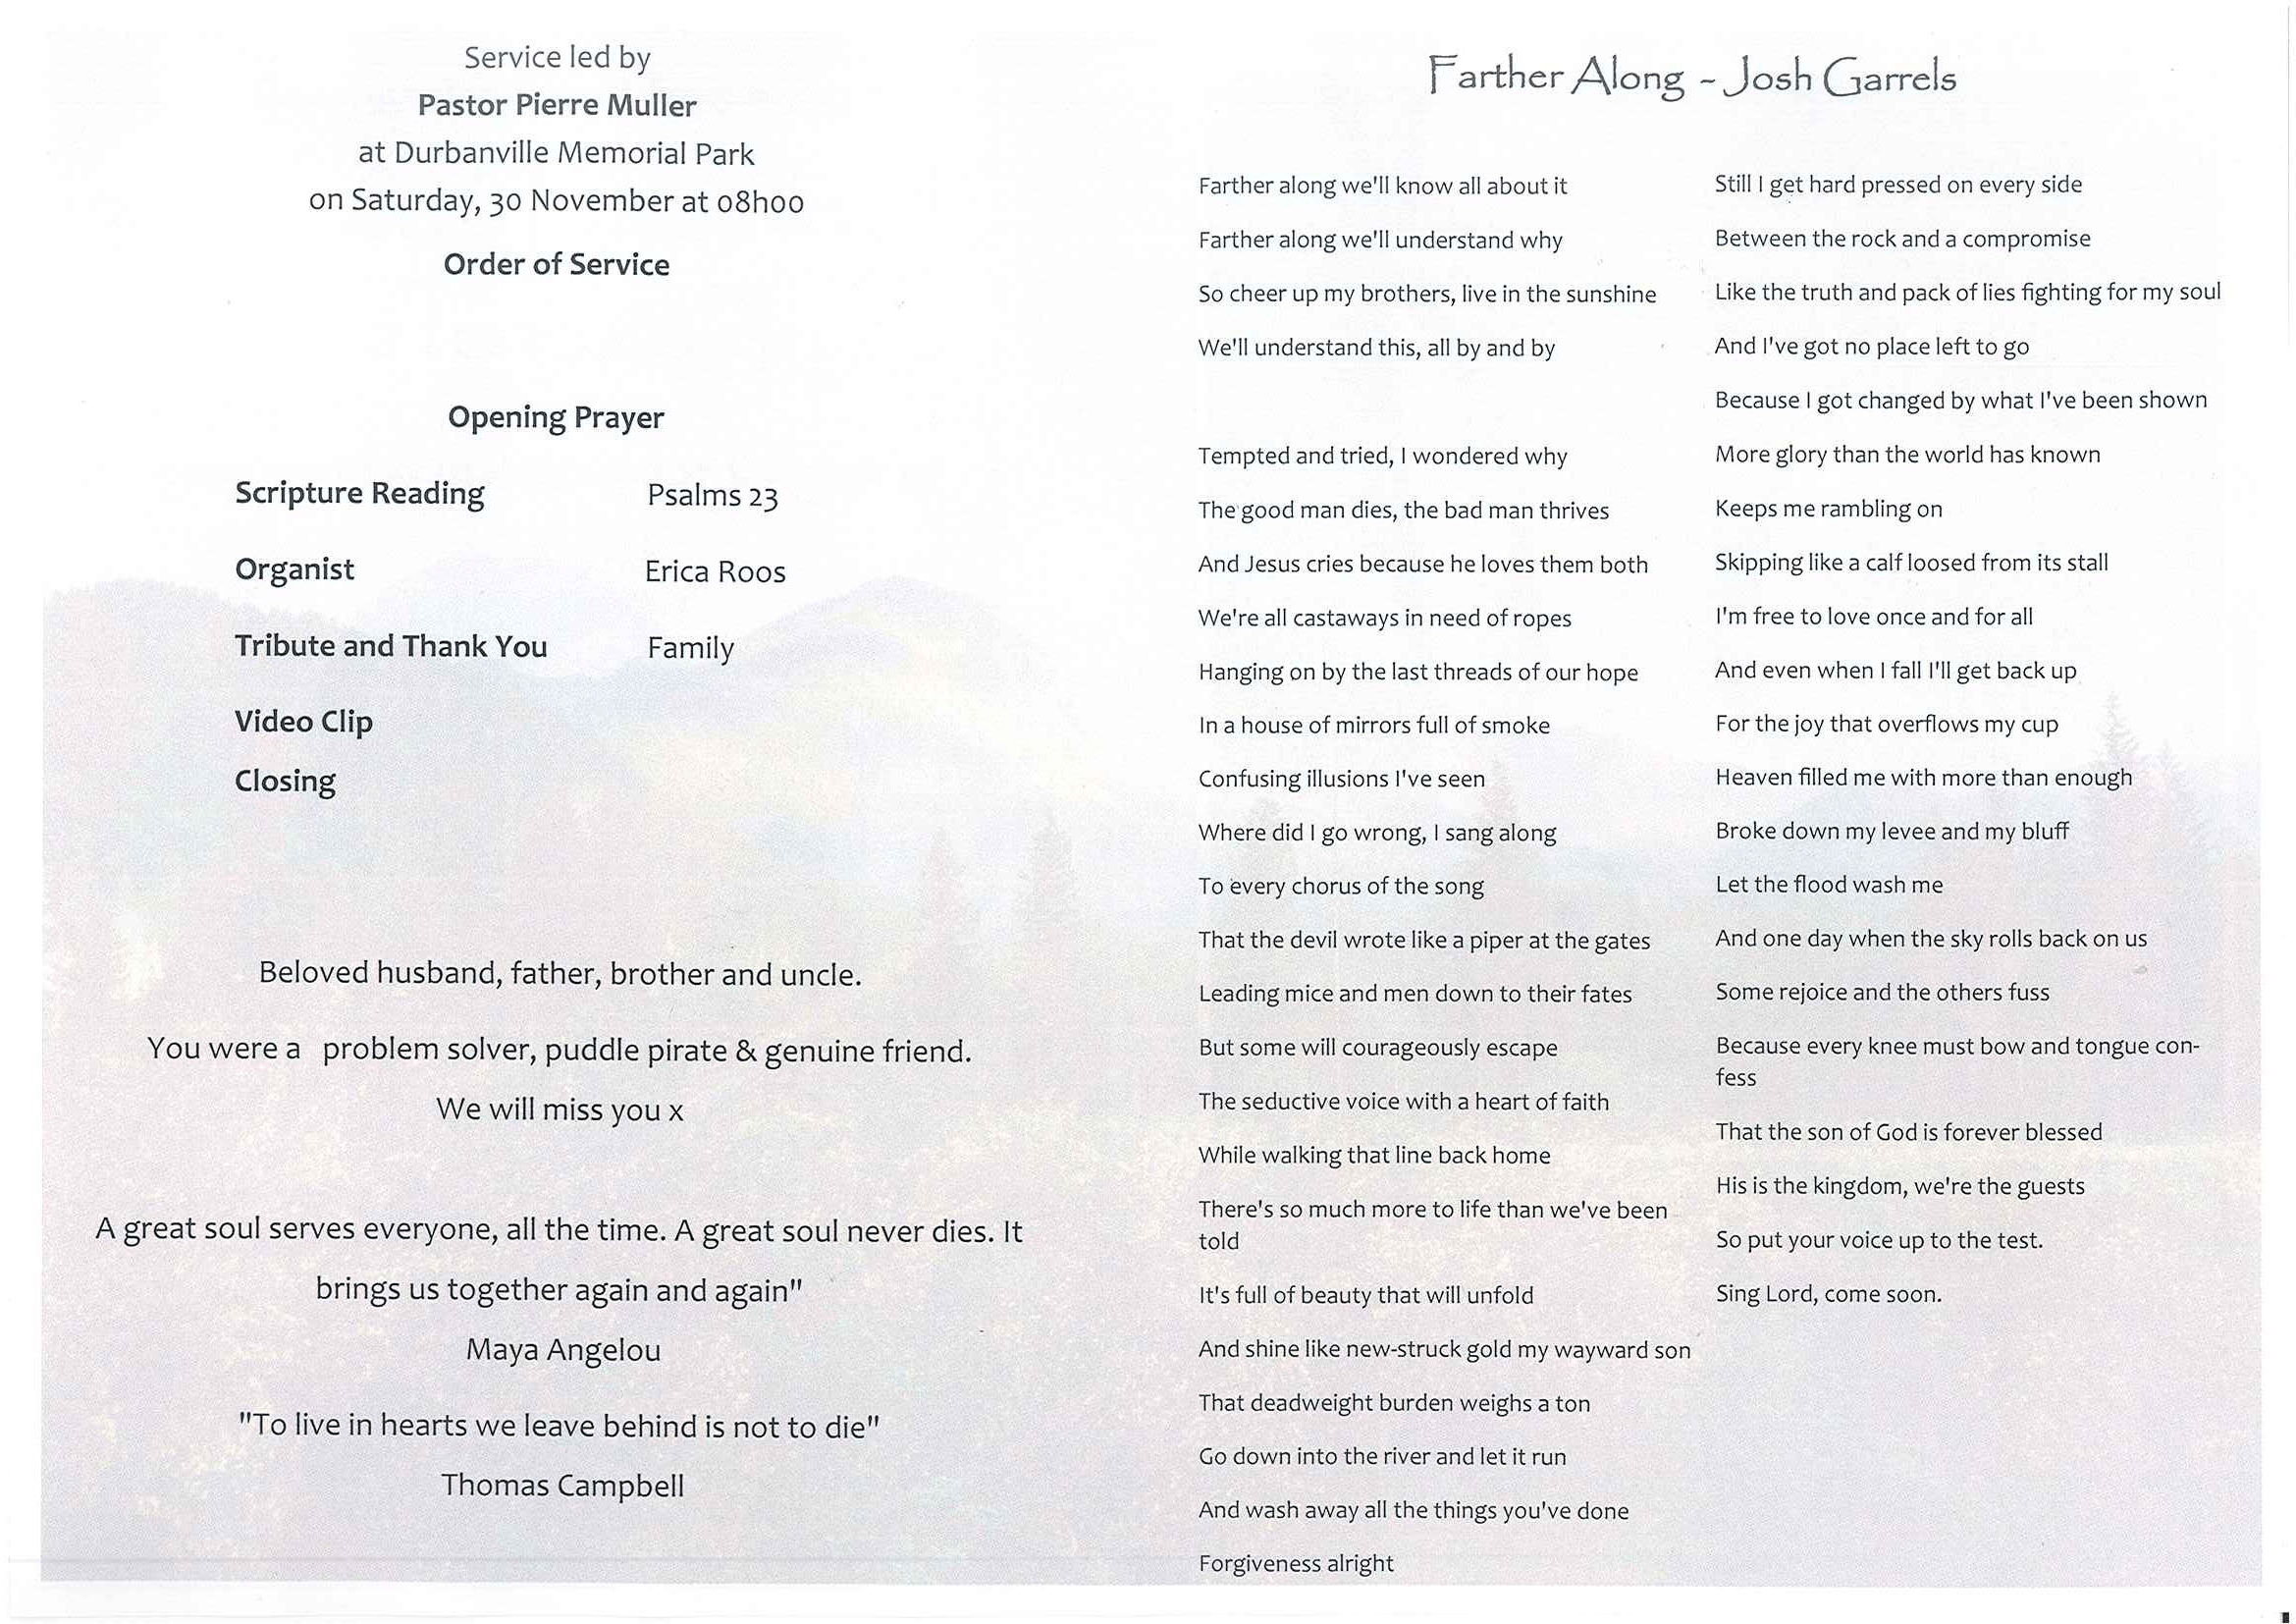 Service led by
Pastor Pierre Muller
at Durbanville Memorial Park
on Saturday, 30 November at 08h00
Order of Service
Opening Prayer
Scripture Reading Psalms 23
Organist Erica Roos
Tribute and Thank You Family
Video Clip
Closing
Beloved husband, father, brother and uncle.
You were a problem solver, puddle pirate & genuine friend.
We will miss you x
A great soul serves everyone, all the time. A great soul never dies. It
brings us together again and again"
Maya Angelou
"To live in hearts we leave behind is not to die"
Thomas Campbell
Farther Along - Josh Garrels
Farther along we'll know all about it
Farther along we'll understand why
So cheer up my brothers, live in the sunshine
We'll understand this, all by and by
Tempted and tried, I wondered why
The good man dies, the bad man thrives
And Jesus cries because he loves them both
We're all castaways in need of ropes
Hanging on by the last threads of our hope
In a house of mirrors full of smoke
Confusing illusions I've seen
Where did I go wrong, I sang along
To every chorus of the song
That the devil wrote like a piper at the gates
Leading mice and men down to their fates
But some will courageously escape
The seductive voice with a heart of faith
While walking that line back home
There's so much more to life than we've been
told
It's full of beauty that will unfold
And shine like new-struck gold my wayward son
That deadweight burden weighs a ton
Go down into the river and let it run
And wash away all the things you've done
Forgiveness alright
Still I get hard pressed on every side
Between the rock and a compromise
Like the truth and pack of lies fighting for my soul
And I've got no place left to go
Because I got changed by what I've been shown
More glory than the world has known
Keeps me rambling on
Skipping like a calf loosed from its stall
I'm free to love once and for all
And even when I fall I'll get back up
For the joy that overflows my cup
Heaven filled me with more than enough
Broke down my levee and my bluff
Let the flood wash me
And one day when the sky rolls back on us
Some rejoice and the others fuss
Because every knee must bow and tongue con-
fess
That the son of God is forever blessed
His is the kingdom, we're the guests
So put your voice up to the test.
Sing Lord, come soon.